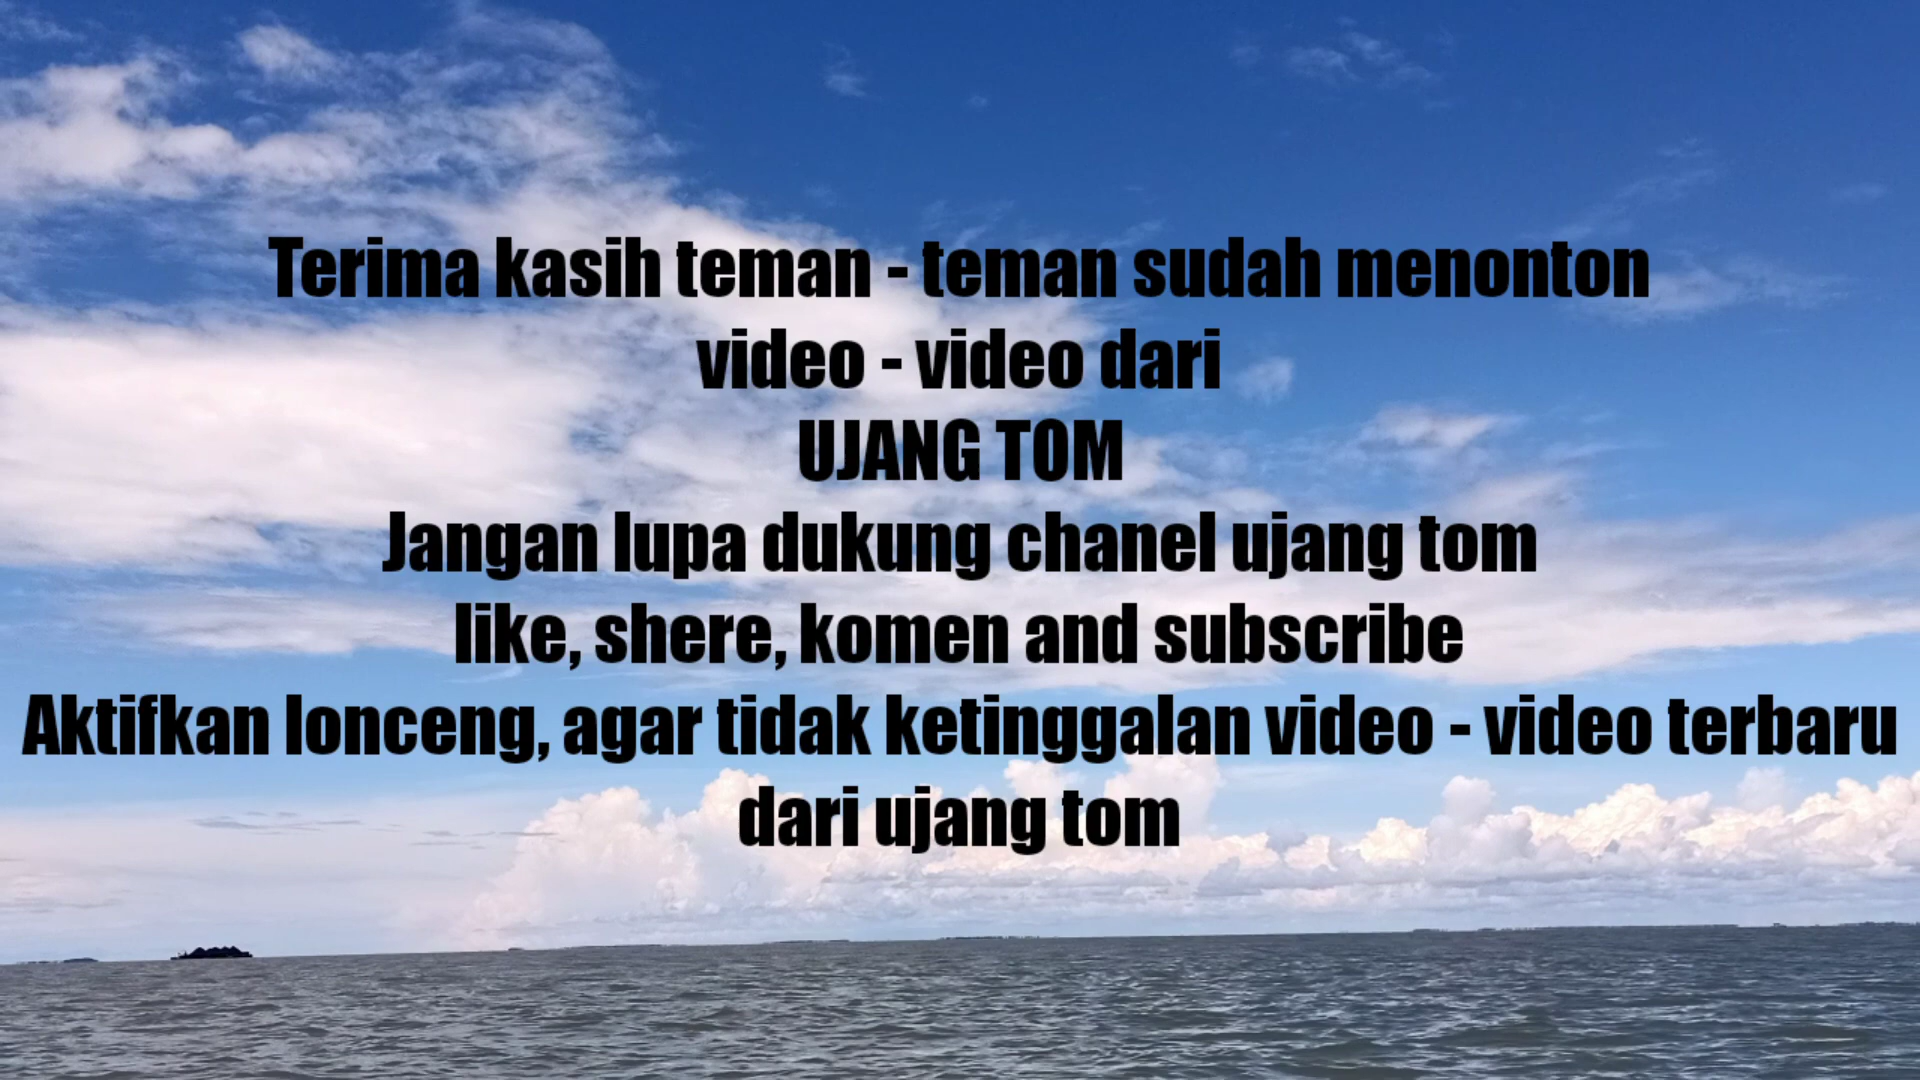 Terima kasih teman - teman sudah menonton
video - video dari
UJANG TOM
Jangan lupa dukung chanel ujang tom
like, shere, komen and subscribe
Aktifkan lonceng, agar tidak ketinggalan video - video terbaru
dari ujang tom